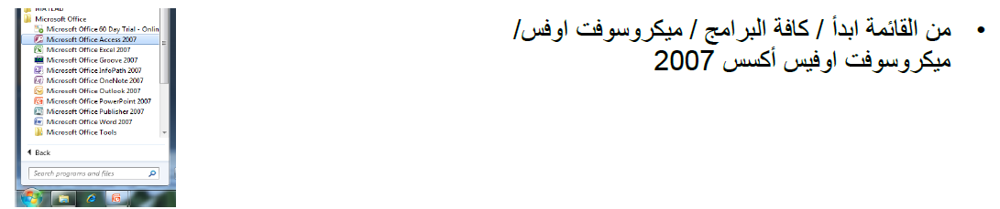 • من القائمة ابدأ / كافة البرامج / ميكروسوفت اوفس/
ميكروسوفت اوفيس أكسس 2007
MATLAB
Microsoft Office
Microsoft Office 60 Day Trial - Onlin
Microsoft Office Access 2007
Microsoft Office Excel 2007
Microsoft Office Groove 2007
Microsoft Office InfoPath 2007
Microsoft Office OneNote 2007
Microsoft Office Outlook 2007
Microsoft Office PowerPoint 2007
Microsoft Office Publisher 2007
Microsoft Office Word 2007
Microsoft Office Tools
Back
Search programs and files